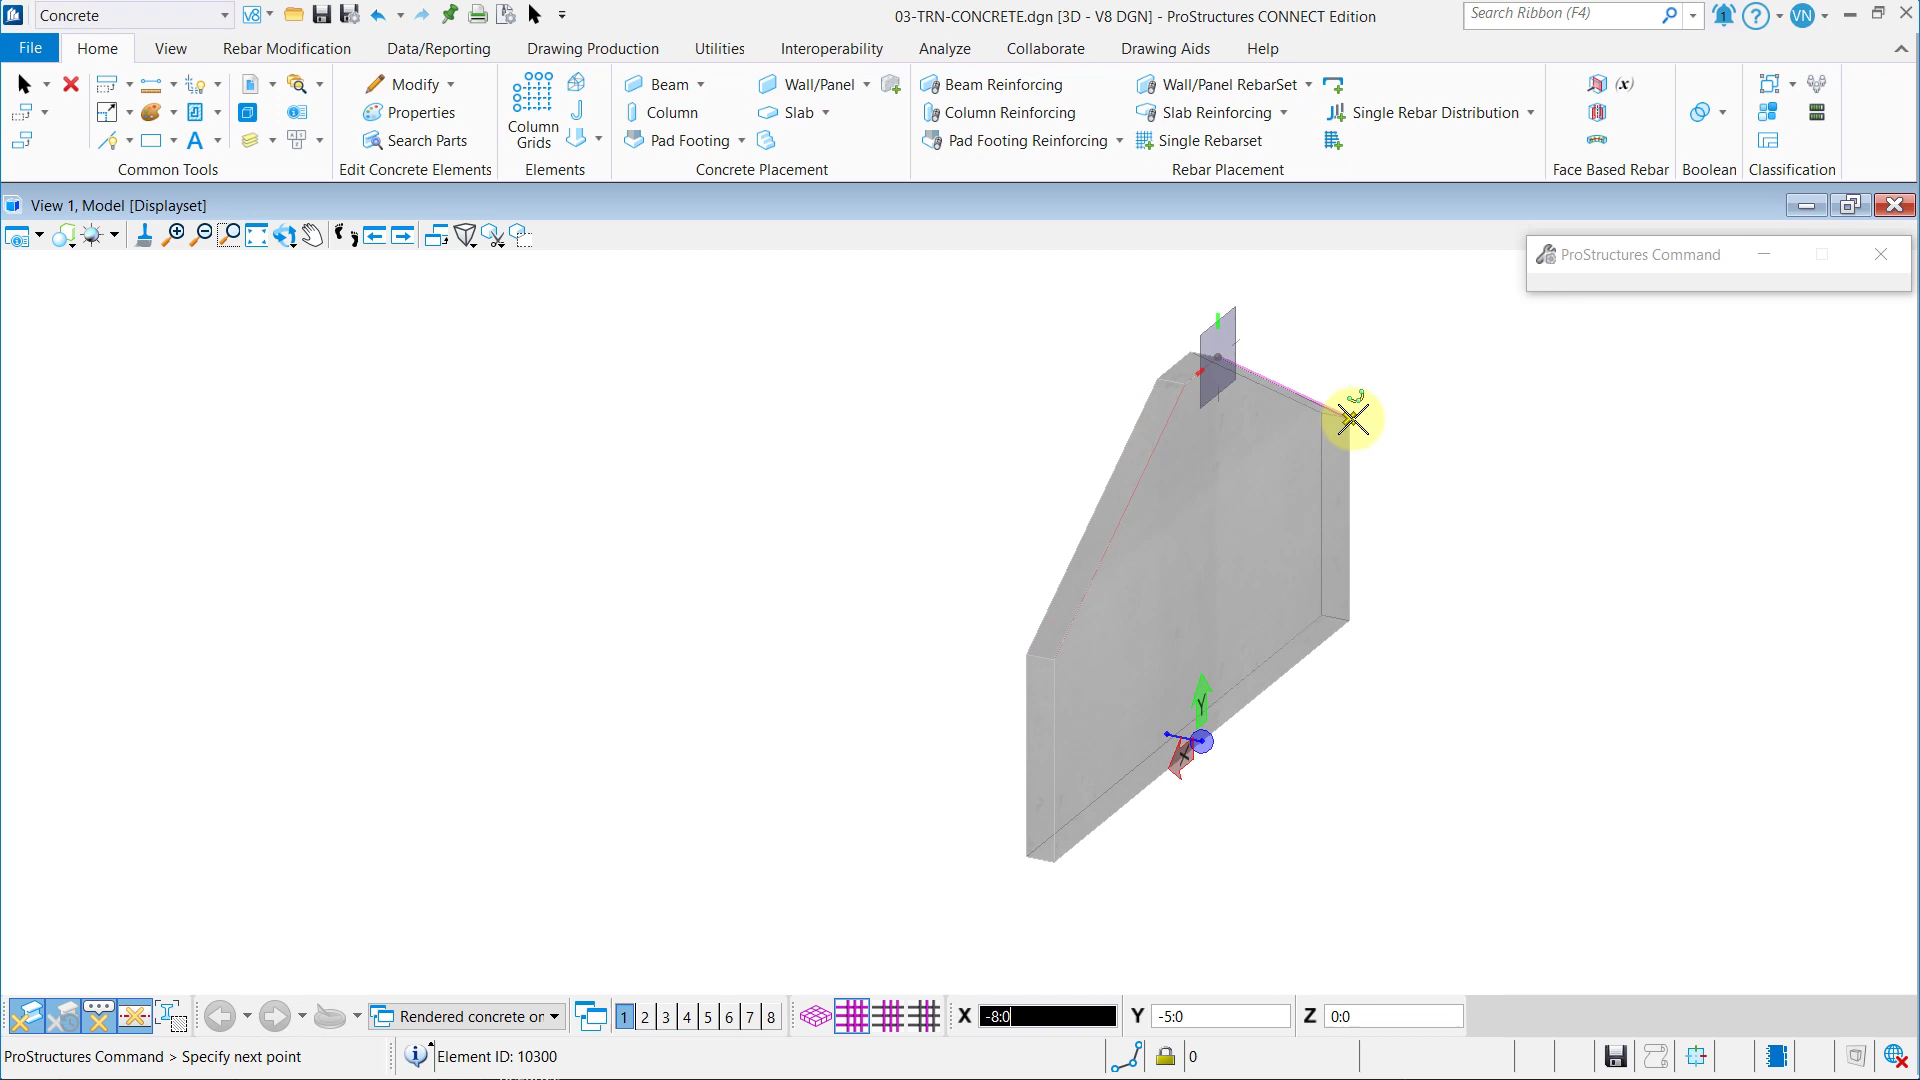 Concrete
03-TRN-CONCRETE.dgn [3D - V8 DGN] - ProStructures CONNECT Edition
Search Ribbon (F4)
VN
File Home View Rebar Modification Data/Reporting Drawing Production Utilities Interoperability Analyze Collaborate Drawing Aids Help
Modify
Properties
Search Parts
Column Grids
Beam
Column
Pad Footing
Wall/Panel
Slab
Beam Reinforcing
Column Reinforcing
Pad Footing Reinforcing
Wall/Panel RebarSet
Slab Reinforcing
Single Rebarset
Single Rebar Distribution
(x)
Common Tools Edit Concrete Elements Elements Concrete Placement Rebar Placement Face Based Rebar Boolean Classification
View 1, Model [Displayset]
ProStructures Command
Y
X
Rendered concrete or
1 2 3 4 5 6 7 8
X -8:0 Y -5:0 Z 0:0
ProStructures Command > Specify next point
Element ID: 10300
0